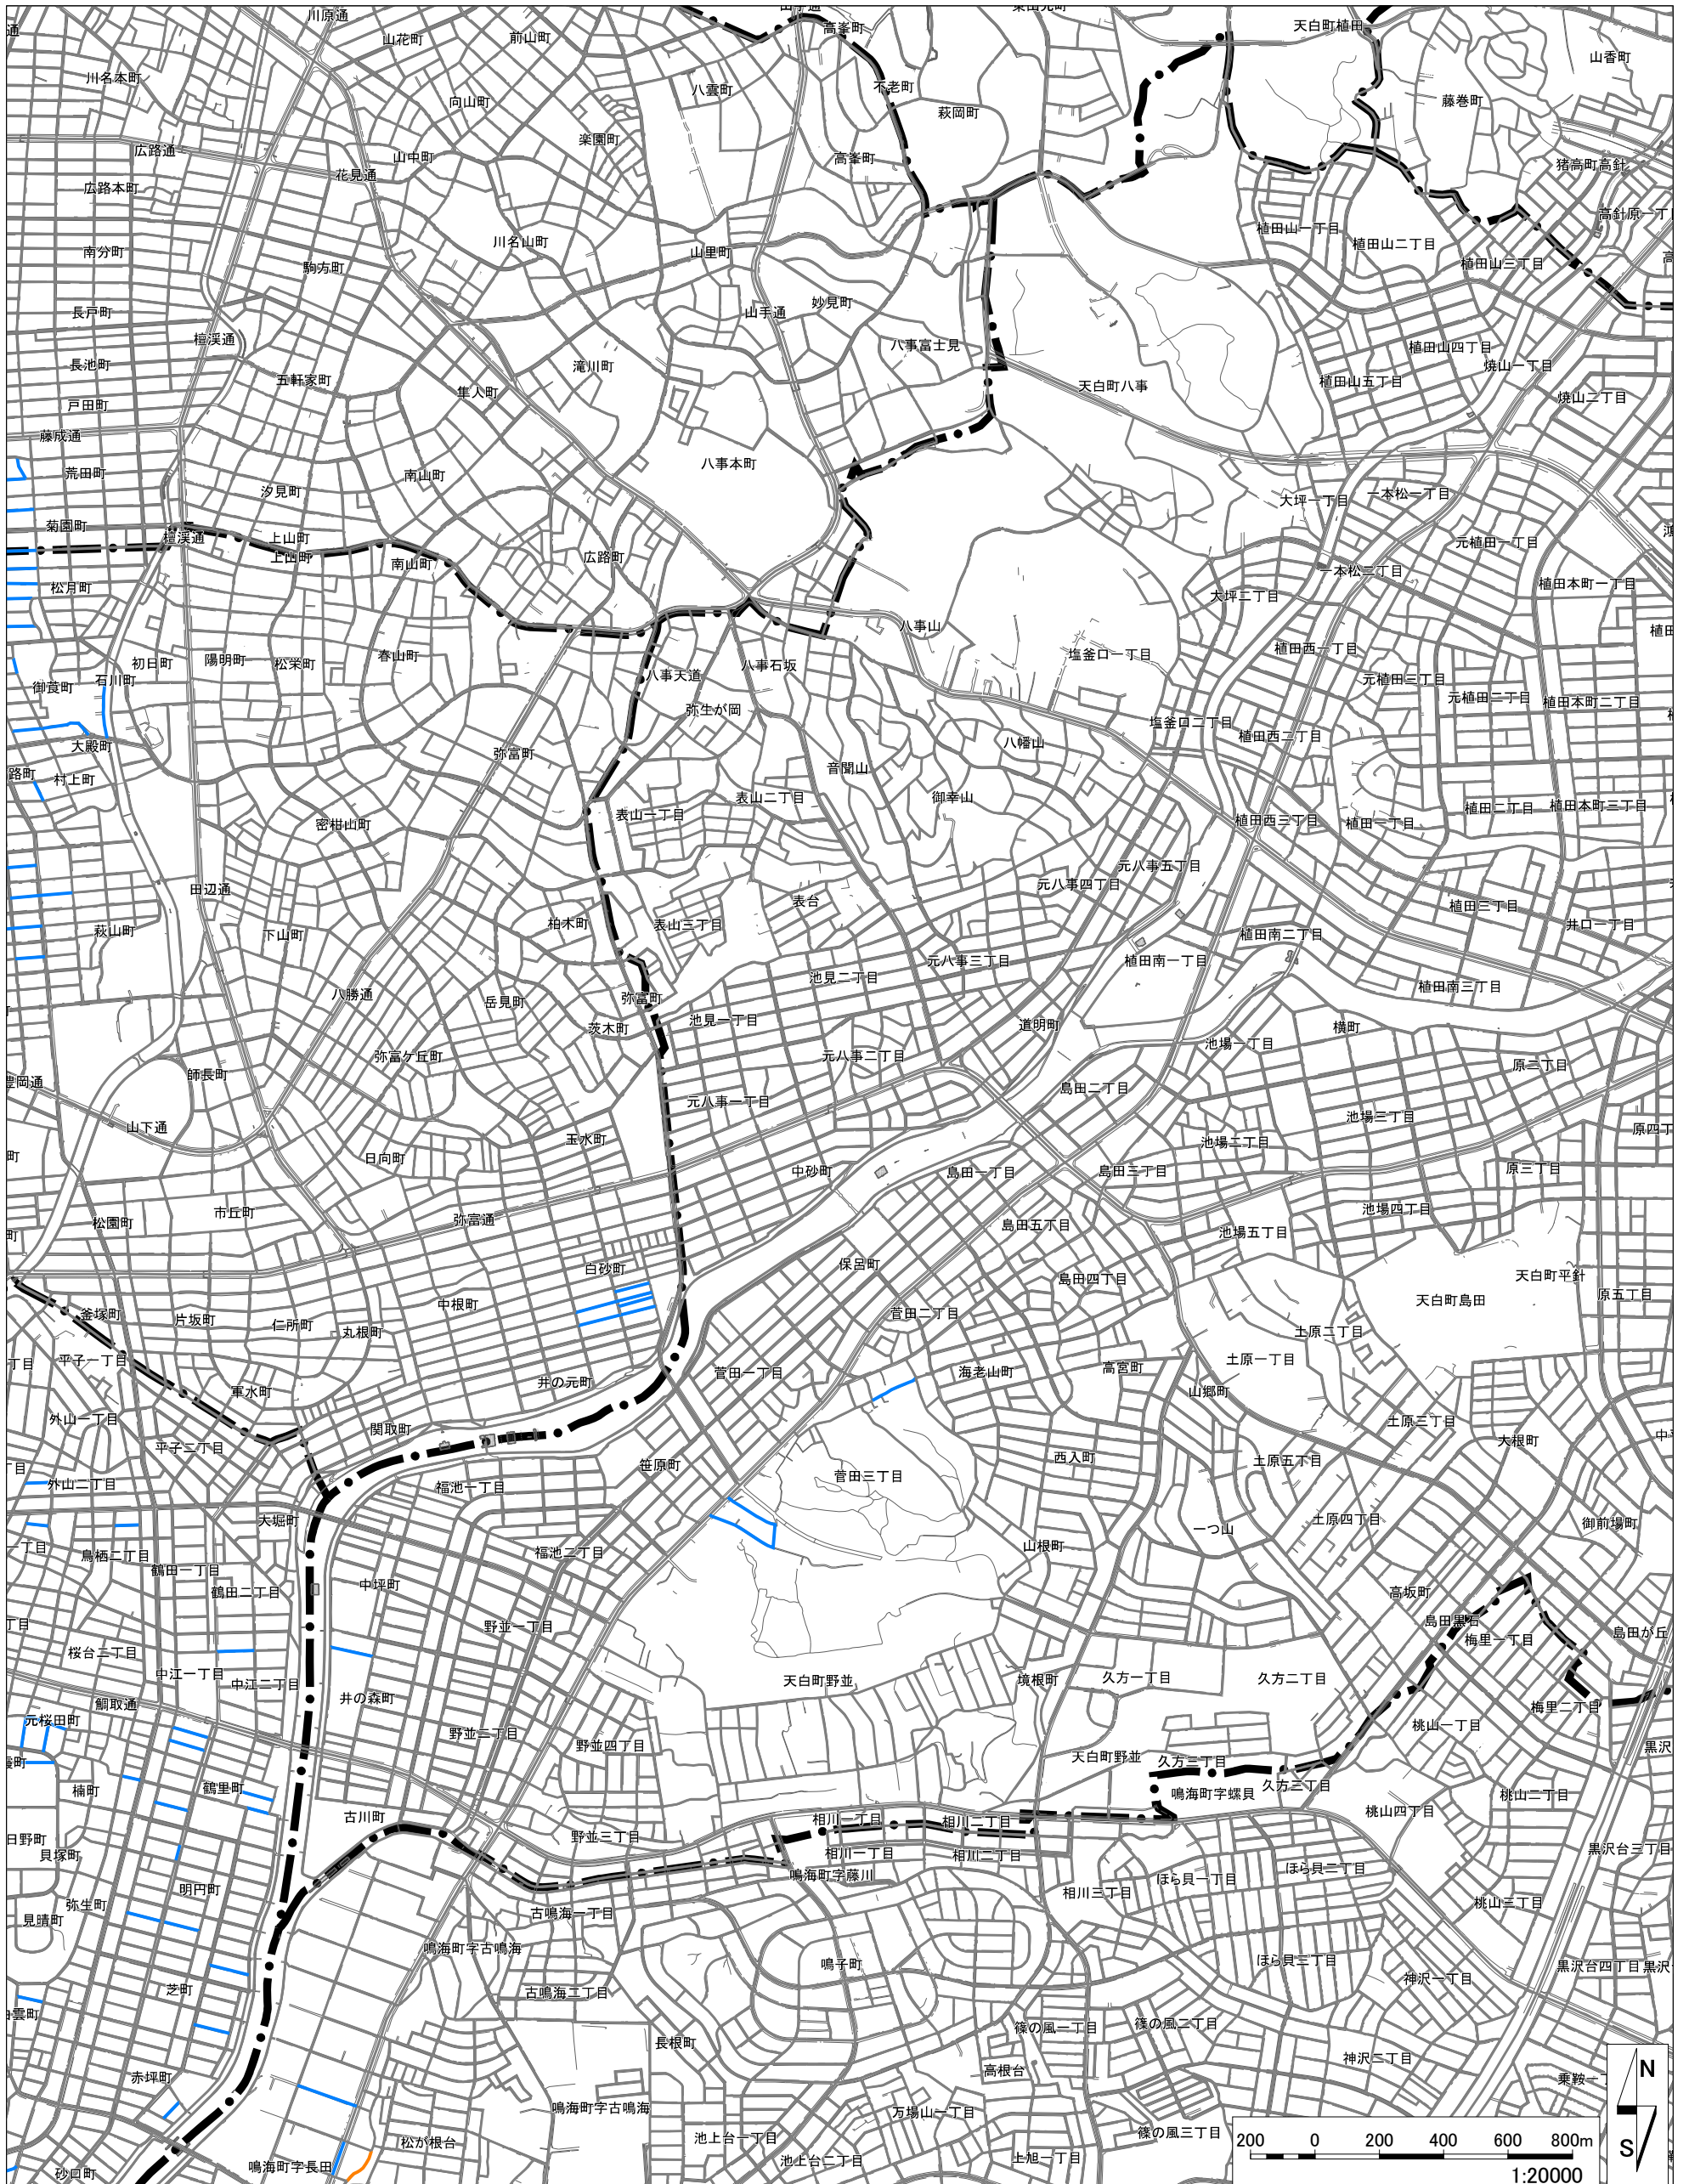 川原通
高峯町
天白町植田
山花町
前山町
山香町
川名本町
八雲町
不老町
藤巻町
向山町
萩岡町
楽園町
広路通
山中町
高峯町
猪高町高針
花見通
広路本町
植田山一丁目
川名山町
植田山二丁目
南分町
山里町
駒方町
植田山三丁目
長戸町
妙見町
山手通
檀渓通
八事富士見
植田山四丁目
長池町
滝川町
焼山一丁目
五軒家町
隼人町
天白町八事
植田山五丁目
焼山二丁目
戸田町
藤成通
八事本町
荒田町
南山町
汐見町
大坪一丁目
一本松一丁目
菊園町
檀渓通
上山町
元植田一丁目
上山町
広路町
南山町
一本松二丁目
松月町
植田本町一丁目
大坪二丁目
八事山
植田西一丁目
初日町
陽明町
松栄町
春山町
八事石坂
塩釜口一丁目
八事天道
石川町
御莨町
元植田三丁目
元植田二丁目
植田本町二丁目
弥生が岡
塩釜口二丁目
植田西二丁目
大殿町
八幡山
弥富町
音聞山
村上町
表山二丁目
御幸山
植田二丁目
植田本町三丁目
表山一丁目
密柑山町
植田西三丁目
植田一丁目
元八事五丁目
元八事四丁目
田辺通
表台
植田三丁目
柏木町
表山三丁目
井口一丁目
萩山町
下山町
植田南二丁目
元八事三丁目
植田南一丁目
池見二丁目
植田南三丁目
八勝通
岳見町
弥富町
池見一丁目
道明町
横町
茨木町
池場一丁目
弥富ケ丘町
元八事二丁目
原二丁目
師長町
豊岡通
島田二丁目
元八事一丁目
池場三丁目
山下通
玉水町
池場二丁目
日向町
中砂町
島田一丁目
島田三丁目
原三丁目
市丘町
弥富通
松園町
島田五丁目
池場四丁目
池場五丁目
白砂町
保呂町
島田四丁目
天白町平針
原五丁目
中根町
天白町島田
釜塚町
片坂町
仁所町
丸根町
菅田二丁目
土原二丁目
平子一丁目
土原一丁目
菅田一丁目
海老山町
高宮町
井の元町
軍水町
山郷町
外山一丁目
関取町
土原三丁目
平子二丁目
大根町
笹原町
西入町
土原五丁目
菅田三丁目
外山二丁目
福池一丁目
大堀町
土原四丁目
御前場町
一つ山
山根町
鳥栖二丁目
福池二丁目
鶴田一丁目
鶴田二丁目
中坪町
高坂町
野並一丁目
島田黒石
梅里一丁目
島田が丘
桜台二丁目
中江一丁目
中江二丁目
天白町野並
境根町
久方一丁目
久方二丁目
井の森町
鯛取通
梅里二丁目
元桜田町
野並二丁目
桃山一丁目
野並四丁目
天白町野並
久方三丁目
楠町
鶴里町
久方三丁目
鳴海町字螺貝
桃山二丁目
古川町
相川一丁目
相川二丁目
桃山四丁目
野並三丁目
日野町
貝塚町
相川一丁目
相川二丁目
黒沢台三丁目
鳴海町字藤川
ほら貝二丁目
ほら貝一丁目
明円町
相川三丁目
弥生町
桃山三丁目
見晴町
古鳴海一丁目
鳴海町字古鳴海
ほら貝三丁目
鳴子町
黒沢台四丁目
神沢一丁目
芝町
古鳴海二丁目
篠の風一丁目
篠の風二丁目
長根町
神沢二丁目
高根台
赤坪町
鳴海町字古鳴海
万場山一丁目
篠の風三丁目
池上台一丁目
松が根台
上旭一丁目
池上台二丁目
鳴海町字長田
砂口町
N
S
200 0 200 400 600 800m
1:20000